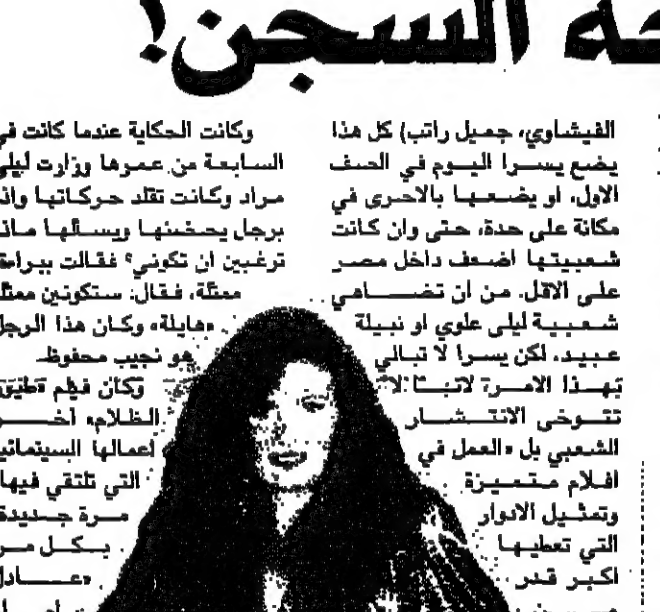 السجن!
الفيشاوي، جميل راتب) كل هذا
يضع يسرا اليوم في الصف
الاول، او يضعها بالاحرى في
مكانة على حدة، حتى وان كانت
شعبيتها اضعف داخل مصر
على الاقل. من ان تضاهي
شعبية ليلى علوي او نبيلة
عبيد. لكن يسرا لا تبالي
بهذا الامر، لانها لا
تتوخى الانتشار
الشعبي بل «العمل في
افلام متميزة
وتمثيل الادوار
التي تعطيها
اكبر قدر
وكانت الحكاية عندما كانت في
السابعة من عمرها وزارت ليلى
مراد وكانت تقلد حركاتها واذا
برجل يحضنها ويسألها ماذا
ترغبين ان تكوني؟ فقالت ببراءة
ممثلة، فقال: ستكونين ممثلة
«هايلة» وكان هذا الرجل
هو نجيب محفوظ.
وكان فيلم «طيور
الظلام» آخر
اعمالها السينمائية
التي تلتقي فيها
مرة جديدة
بكل من
«عادل